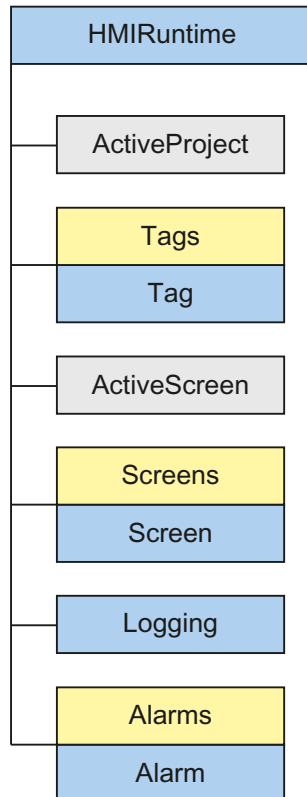 HMIRuntime
ActiveProject
Tags
Tag
ActiveScreen
Screens
Screen
Logging
Alarms
Alarm